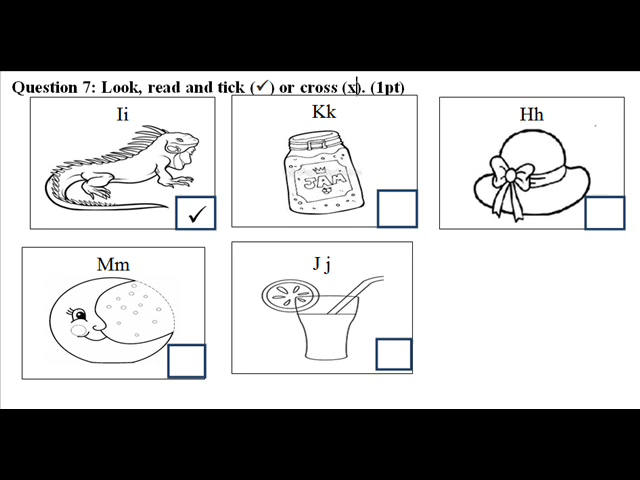 Question 7: Look, read and tick (✓) or cross (x). (1pt)
Ii
Kk
Hh
JAM
✓
Mm
J j